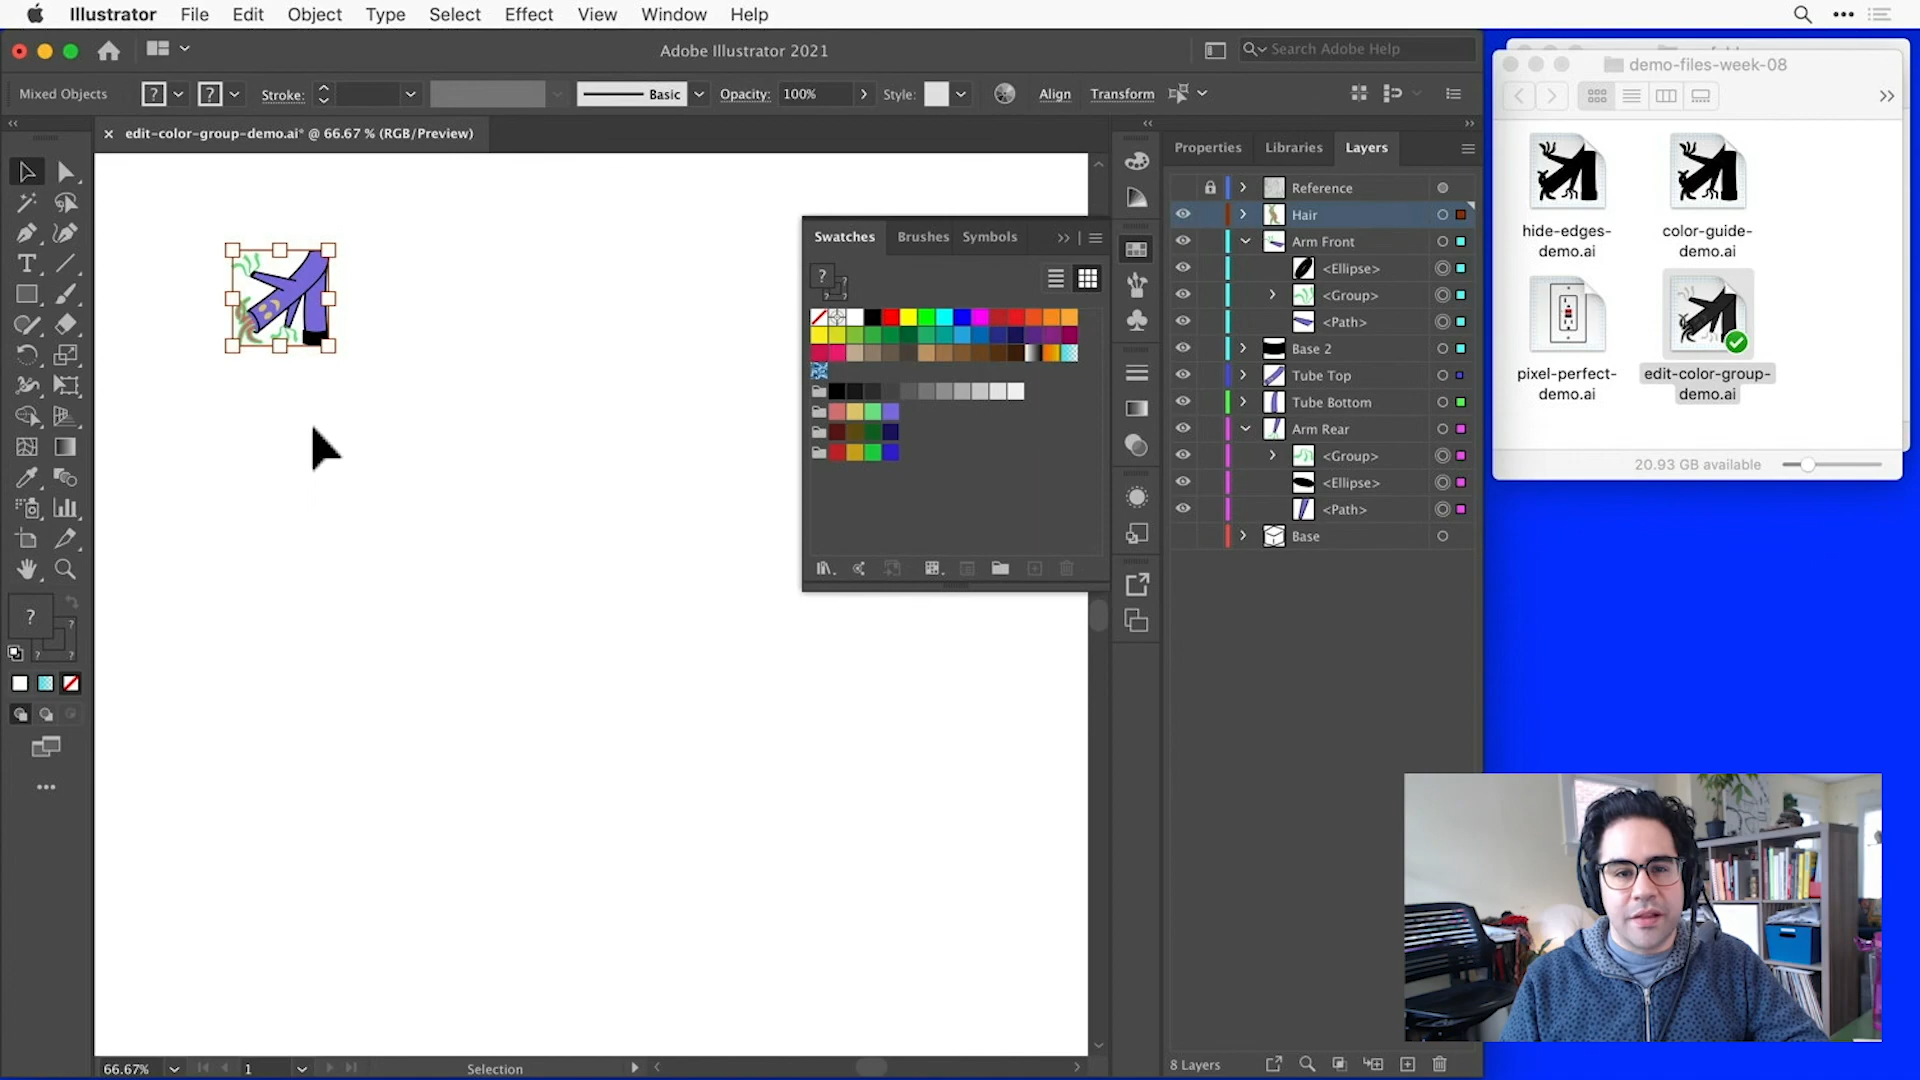 Illustrator File Edit Object Type Select Effect View Window Help
Adobe Illustrator 2021
Search Adobe Help
Mixed Objects
?
?
Stroke:
Basic
Opacity:
100%
Style:
Align
Transform
edit-color-group-demo.ai* @ 66.67 % (RGB/Preview)
Swatches Brushes Symbols
?
Properties Libraries Layers
Reference
Hair
Arm Front
<Ellipse>
<Group>
<Path>
Base 2
Tube Top
Tube Bottom
Arm Rear
<Group>
<Ellipse>
<Path>
Base
8 Layers
?
?
?
?
66.67%
1
Selection
demo-files-week-08
hide-edges-
demo.ai
color-guide-
demo.ai
pixel-perfect-
demo.ai
edit-color-group-
demo.ai
20.93 GB available